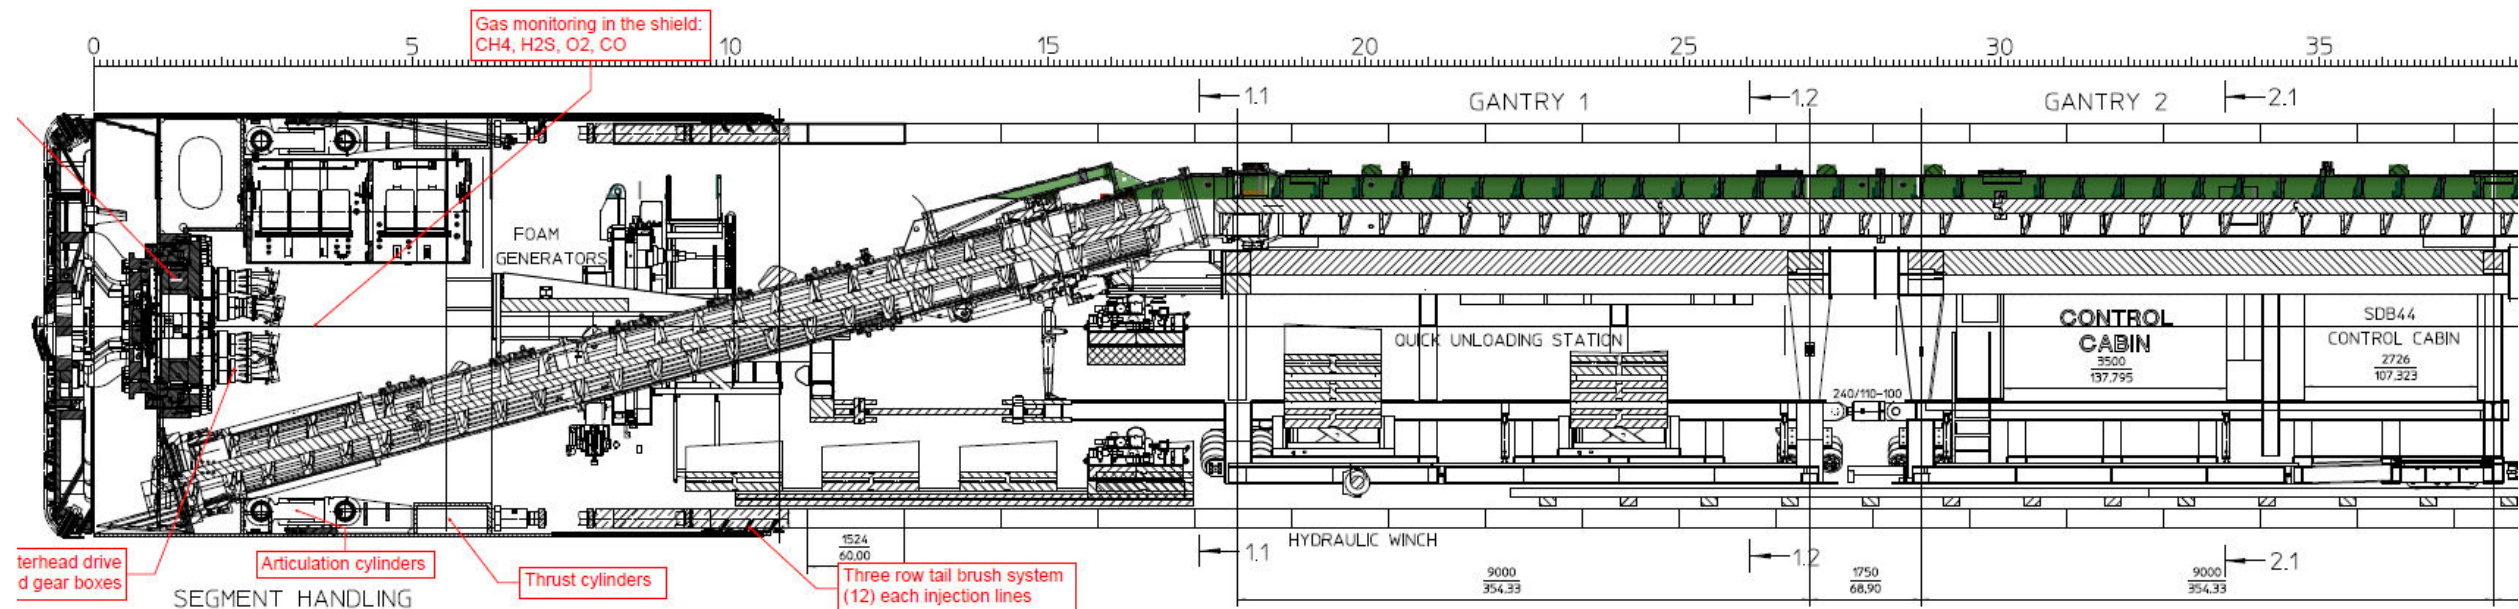 Gas monitoring in the shield:
CH4, H2S, O2, CO
0
5
10
15
20
25
30
35
1.1
GANTRY 1
1.2
GANTRY 2
2.1
FOAM
GENERATORS
QUICK UNLOADING STATION
CONTROL
CABIN
3500
137.795
SDB44
CONTROL CABIN
2726
107.323
240/110-100
terhead drive
d gear boxes
Articulation cylinders
Thrust cylinders
Three row tail brush system
(12) each injection lines
1524
60.00
1.1
HYDRAULIC WINCH
1.2
2.1
9000
354.33
1750
68.90
9000
354.33
SEGMENT HANDLING